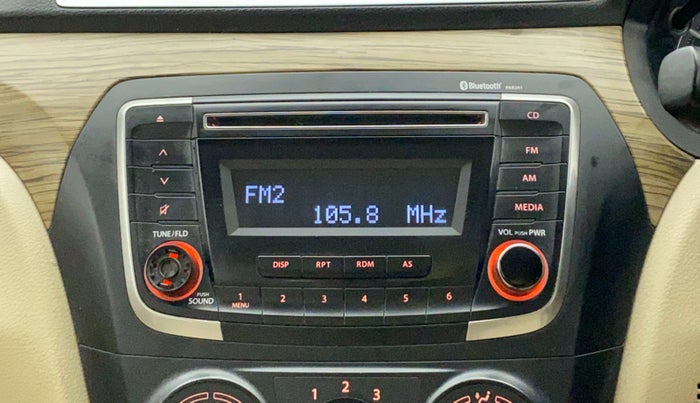 Bluetooth
CD
FM
AM
MEDIA
FM2
105.8 MHz
TUNE/FLD
VOL PUSH PWR
DISP RPT RDM AS
PUSH
SOUND
1 2 3 4 5 6
MENU
1 2 3